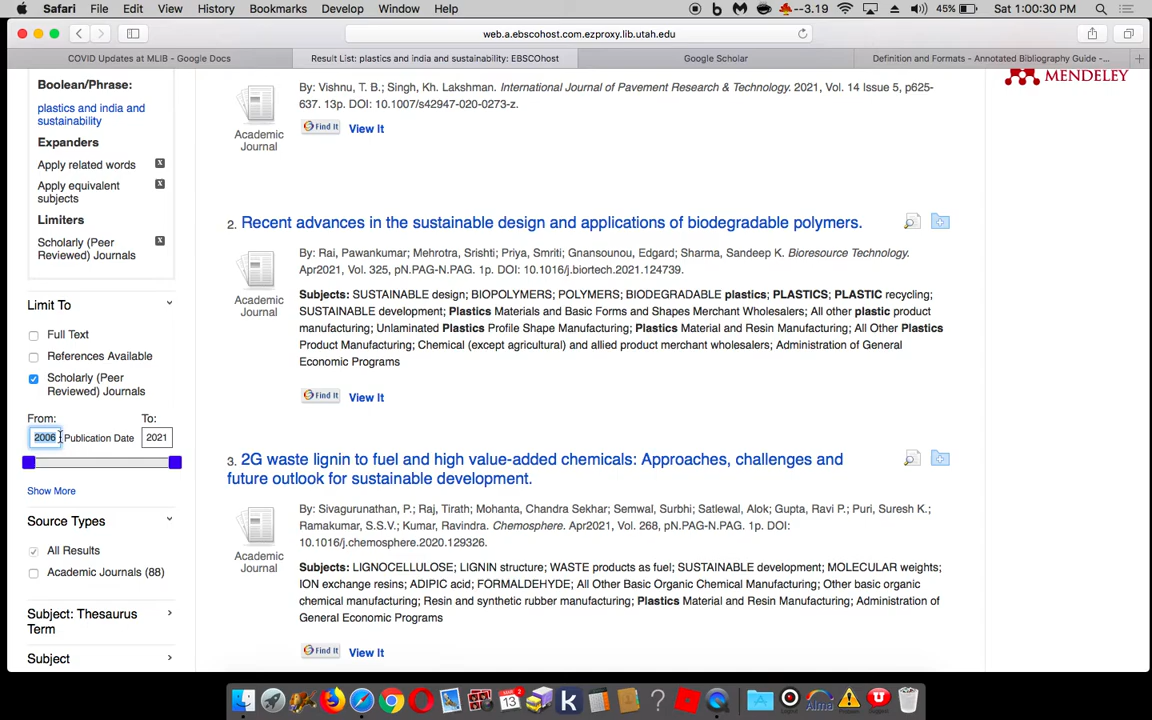 Safari File Edit View History Bookmarks Develop Window Help --3.19 45% Sat 1:00:30 PM
web.a.ebscohost.com.ezproxy.lib.utah.edu
COVID Updates at MLIB - Google Docs
Result List: plastics and india and sustainability: EBSCOhost
Google Scholar
Definition and Formats - Annotated Bibliography Guide -...
MENDELEY
Boolean/Phrase:
plastics and india and
sustainability
Expanders
Apply related words x
Apply equivalent x
subjects
Limiters
Scholarly (Peer x
Reviewed) Journals
Limit To
Full Text
References Available
Scholarly (Peer
Reviewed) Journals
From: To:
2006 Publication Date 2021
Show More
Source Types
All Results
Academic Journals (88)
Subject: Thesaurus
Term
Subject
By: Vishnu, T. B.; Singh, Kh. Lakshman. International Journal of Pavement Research & Technology. 2021, Vol. 14 Issue 5, p625-
637. 13p. DOI: 10.1007/s42947-020-0273-z.
Academic
Journal
Find It View It
2. Recent advances in the sustainable design and applications of biodegradable polymers.
By: Rai, Pawankumar; Mehrotra, Srishti; Priya, Smriti; Gnansounou, Edgard; Sharma, Sandeep K. Bioresource Technology.
Apr2021, Vol. 325, pN.PAG-N.PAG. 1p. DOI: 10.1016/j.biortech.2021.124739.
Academic
Journal
Subjects: SUSTAINABLE design; BIOPOLYMERS; POLYMERS; BIODEGRADABLE plastics; PLASTICS; PLASTIC recycling;
SUSTAINABLE development; Plastics Materials and Basic Forms and Shapes Merchant Wholesalers; All other plastic product
manufacturing; Unlaminated Plastics Profile Shape Manufacturing; Plastics Material and Resin Manufacturing; All Other Plastics
Product Manufacturing; Chemical (except agricultural) and allied product merchant wholesalers; Administration of General
Economic Programs
Find It View It
3. 2G waste lignin to fuel and high value-added chemicals: Approaches, challenges and
future outlook for sustainable development.
By: Sivagurunathan, P.; Raj, Tirath; Mohanta, Chandra Sekhar; Semwal, Surbhi; Satlewal, Alok; Gupta, Ravi P.; Puri, Suresh K.;
Ramakumar, S.S.V.; Kumar, Ravindra. Chemosphere. Apr2021, Vol. 268, pN.PAG-N.PAG. 1p. DOI:
10.1016/j.chemosphere.2020.129326.
Academic
Journal
Subjects: LIGNOCELLULOSE; LIGNIN structure; WASTE products as fuel; SUSTAINABLE development; MOLECULAR weights;
ION exchange resins; ADIPIC acid; FORMALDEHYDE; All Other Basic Organic Chemical Manufacturing; Other basic organic
chemical manufacturing; Resin and synthetic rubber manufacturing; Plastics Material and Resin Manufacturing; Administration of
General Economic Programs
Find It View It
MAR
13
2
Alma